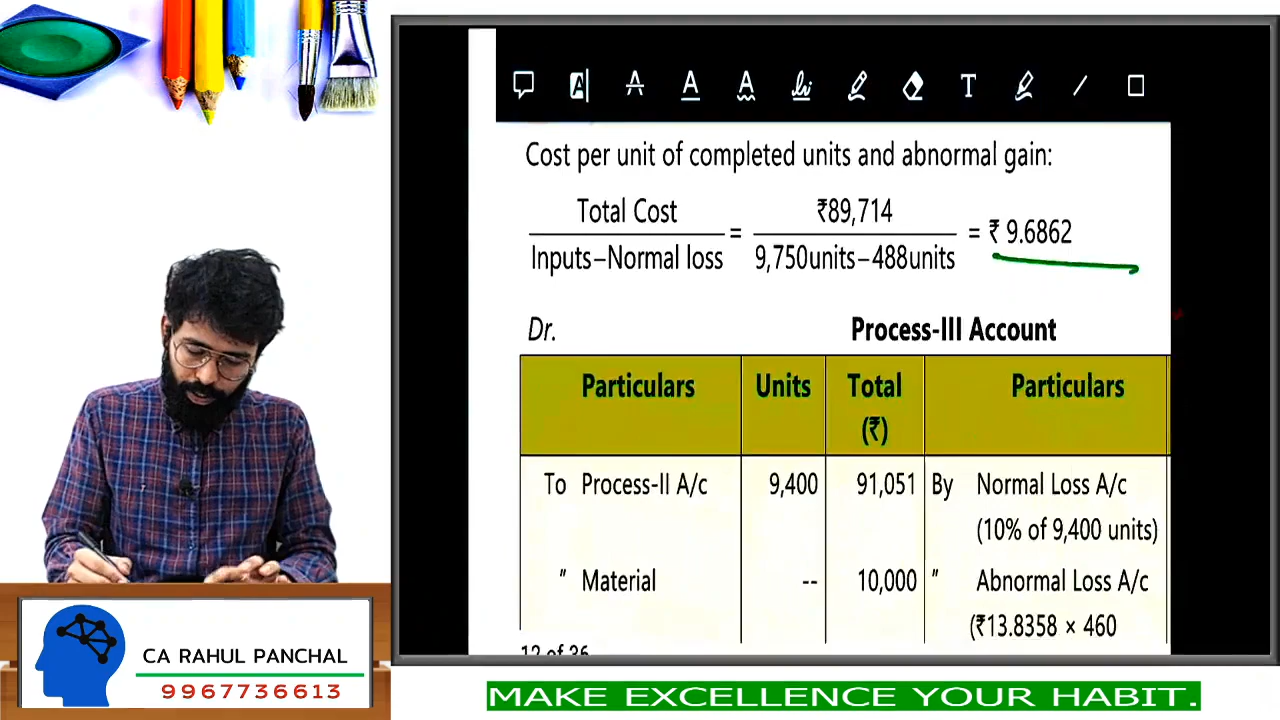 Cost per unit of completed units and abnormal gain:
Total Cost / Inputs–Normal loss = ₹89,714 / 9,750units–488units = ₹ 9.6862
Dr. Process-III Account
Particulars Units Total (₹) Particulars
To Process-II A/c 9,400 91,051 By Normal Loss A/c
(10% of 9,400 units)
" Material -- 10,000 " Abnormal Loss A/c
(₹13.8358 × 460
12 of 36
CA RAHUL PANCHAL
9967736613
MAKE EXCELLENCE YOUR HABIT.